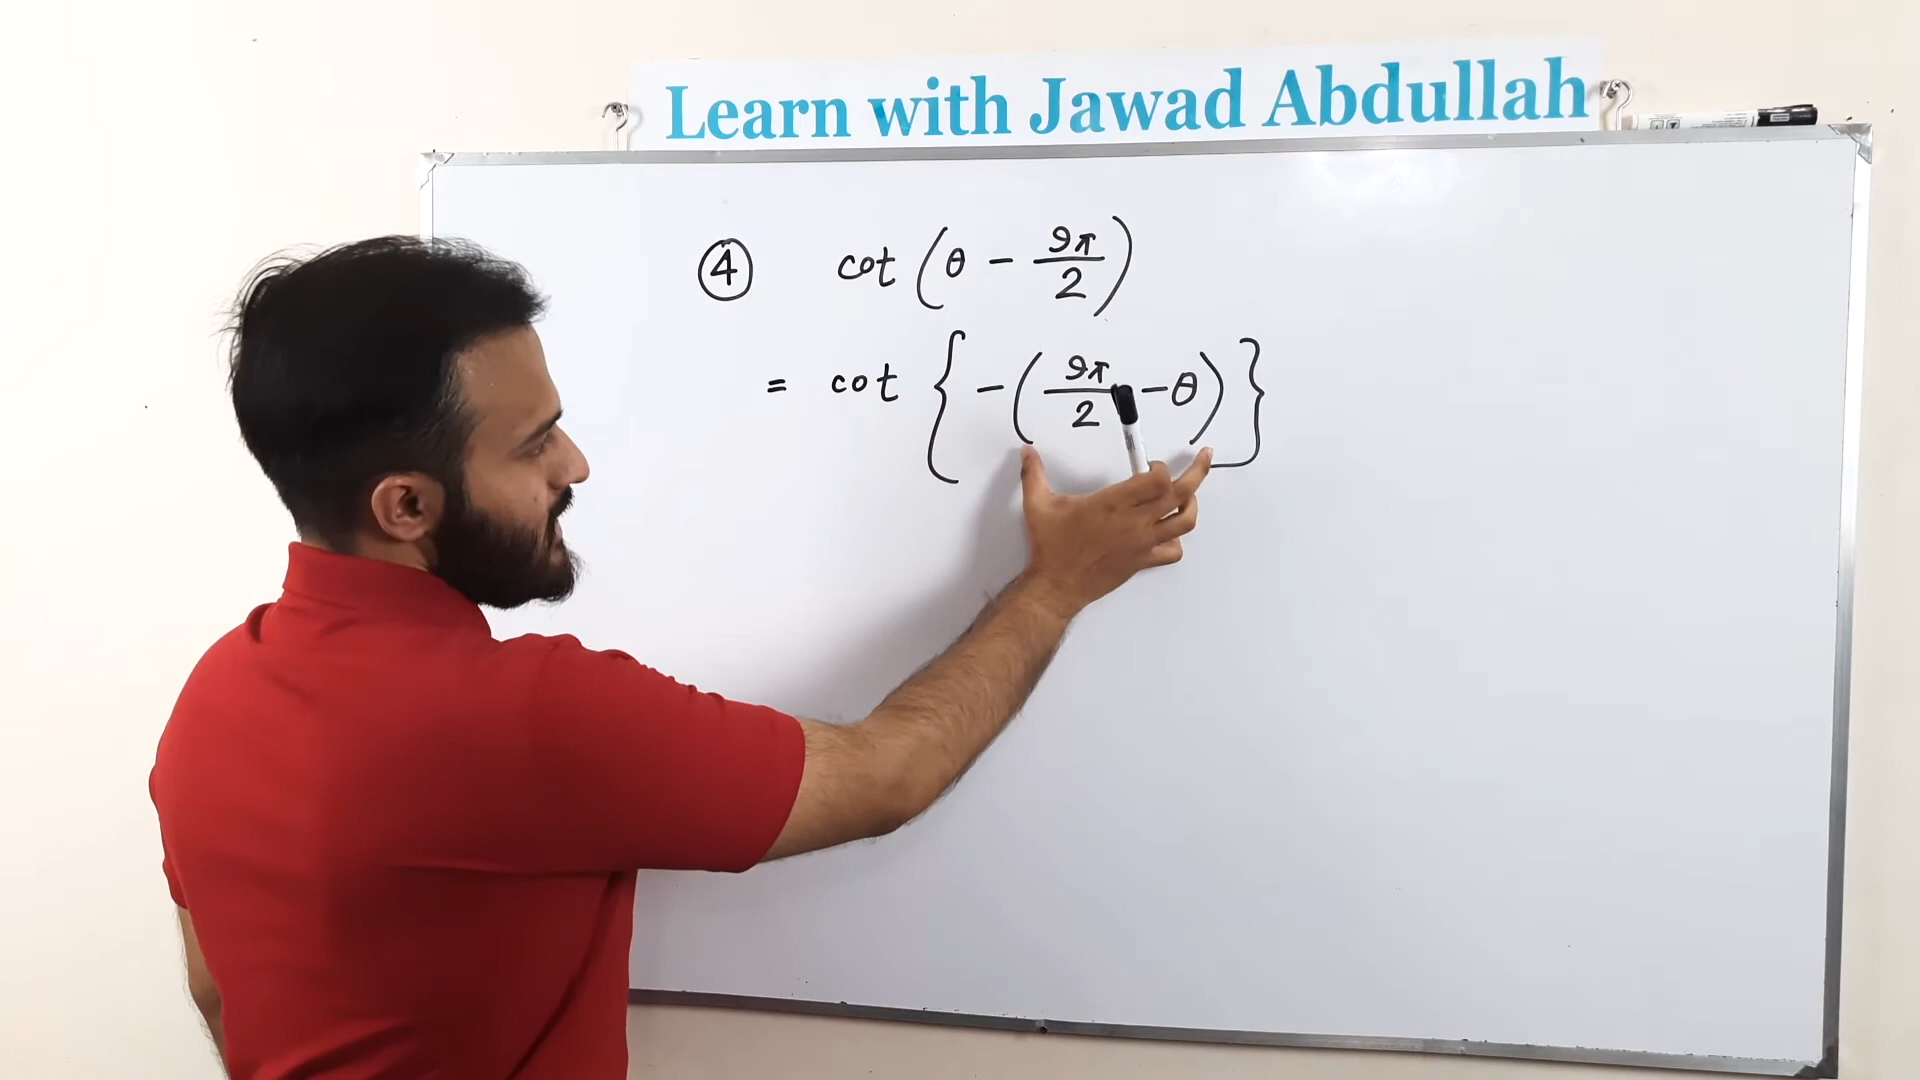 Learn with Jawad Abdullah
④ cot (θ - 9π/2)
= cot { - (9π/2 - θ) }